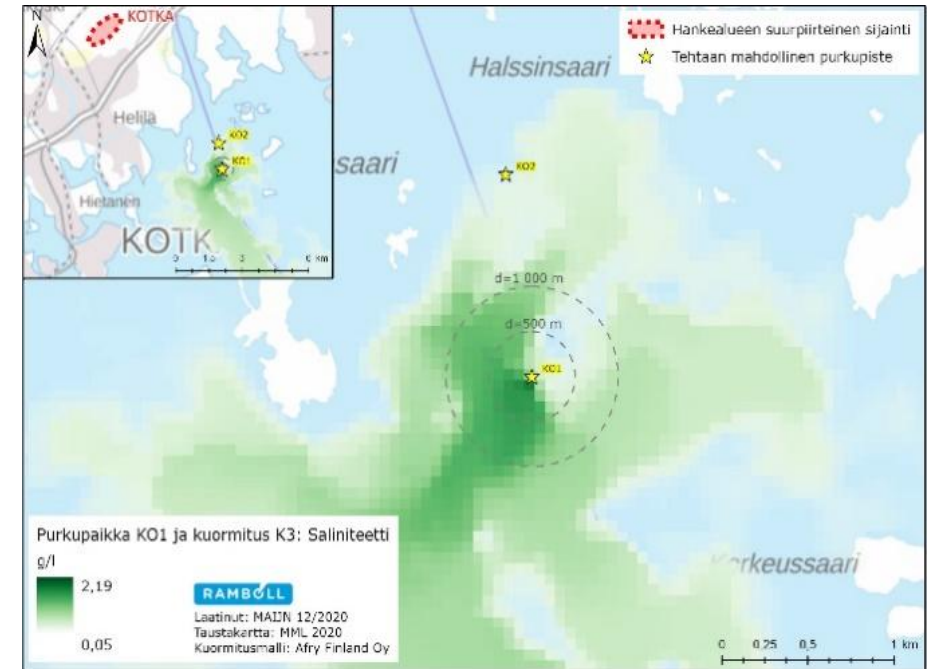 N
KOTKA
Helilä
KO2
KO1
Hietanen
KOTK
0 1,5 3 6 km
Hankealueen suurpiirteinen sijainti
Tehtaan mahdollinen purkupiste
Halssinsaari
saari
KO2
d=1 000 m
d=500 m
KO1
Purkupaikka KO1 ja kuormitus K3: Saliniteetti
g/l
2,19
0,05
RAMBOLL
Laatinut: MAIJN 12/2020
Taustakartta: MML 2020
Kuormitusmalli: Afry Finland Oy
rkeussaari
0 0,25 0,5 1 km